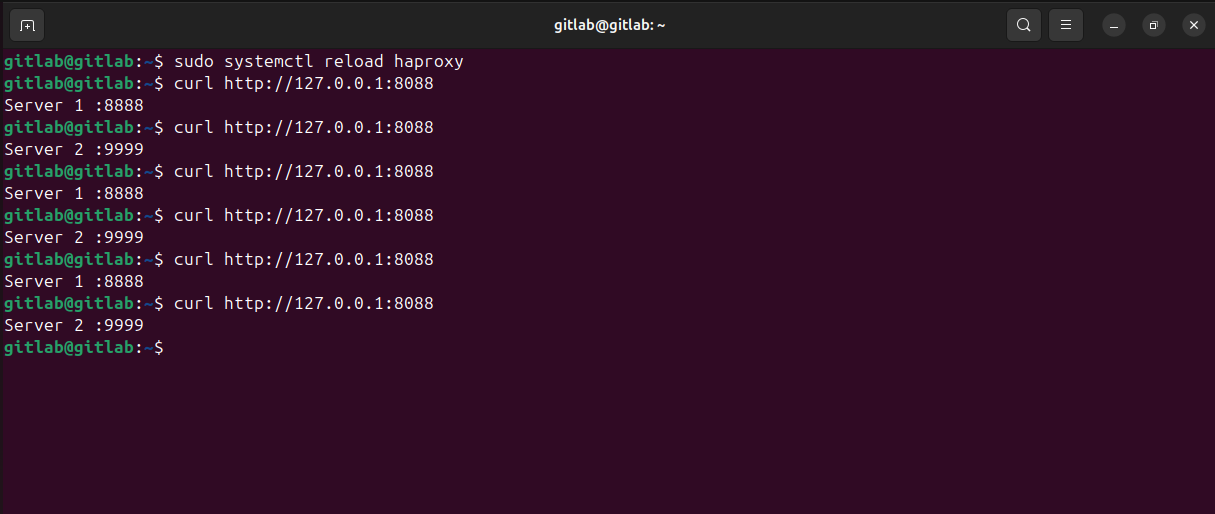 gitlab@gitlab: ~
gitlab@gitlab:~$ sudo systemctl reload haproxy
gitlab@gitlab:~$ curl http://127.0.0.1:8088
Server 1 :8888
gitlab@gitlab:~$ curl http://127.0.0.1:8088
Server 2 :9999
gitlab@gitlab:~$ curl http://127.0.0.1:8088
Server 1 :8888
gitlab@gitlab:~$ curl http://127.0.0.1:8088
Server 2 :9999
gitlab@gitlab:~$ curl http://127.0.0.1:8088
Server 1 :8888
gitlab@gitlab:~$ curl http://127.0.0.1:8088
Server 2 :9999
gitlab@gitlab:~$